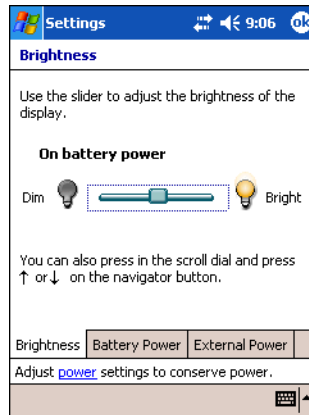 Settings 9:06 ok
Brightness
Use the slider to adjust the brightness of the
display.
On battery power
Dim Bright
You can also press in the scroll dial and press
↑ or ↓ on the navigator button.
Brightness Battery Power External Power
Adjust power settings to conserve power.